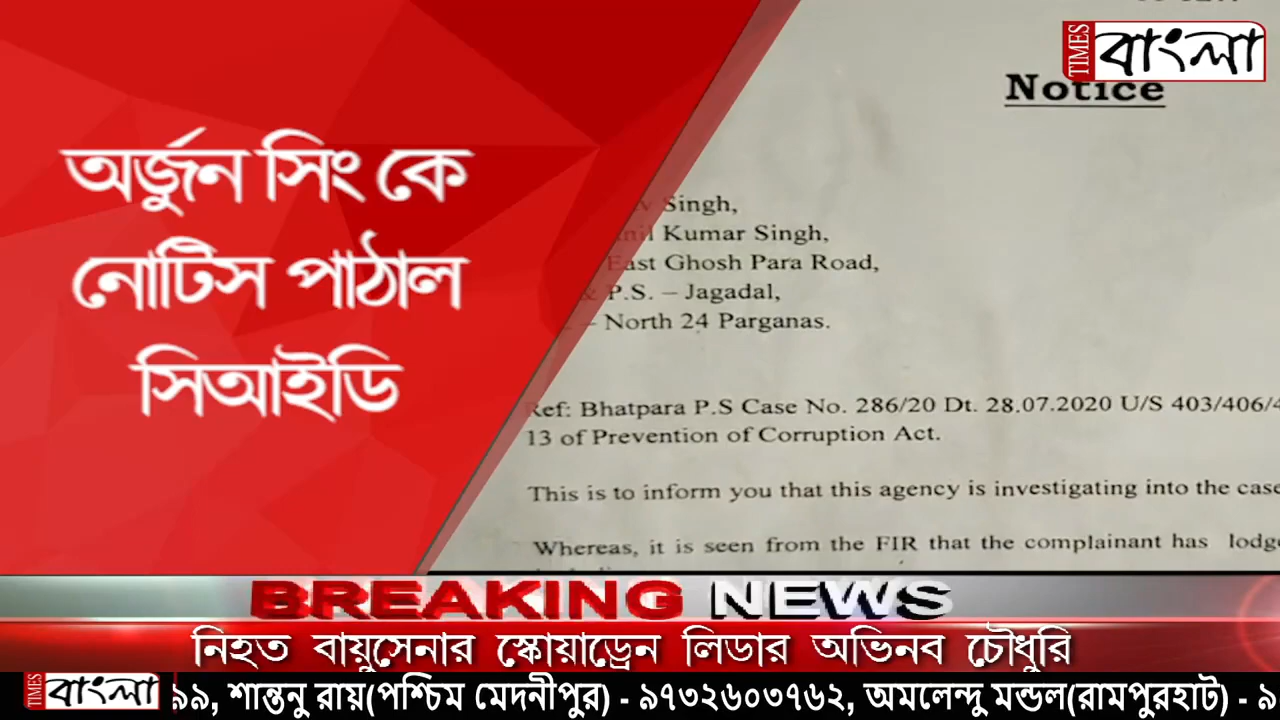 TIMES বাংলা
অর্জুন সিং কে
নোটিস পাঠাল
সিআইডি
Notice
Singh,
Kumar Singh,
East Ghosh Para Road,
& P.S. – Jagadal,
– North 24 Parganas.
Ref: Bhatpara P.S Case No. 286/20 Dt. 28.07.2020 U/S 403/406/4
13 of Prevention of Corruption Act.
This is to inform you that this agency is investigating into the case
Whereas, it is seen from the FIR that the complainant has lodge
BREAKING NEWS
নিহত বায়ুসেনার স্কোয়াড্রেন লিডার অভিনব চৌধুরি
TIMES বাংলা ৯৯, শান্তনু রায়(পশ্চিম মেদনীপুর) - ৯৭৩২৬০৩৭৬২, অমলেন্দু মন্ডল(রামপুরহাট) - ৯